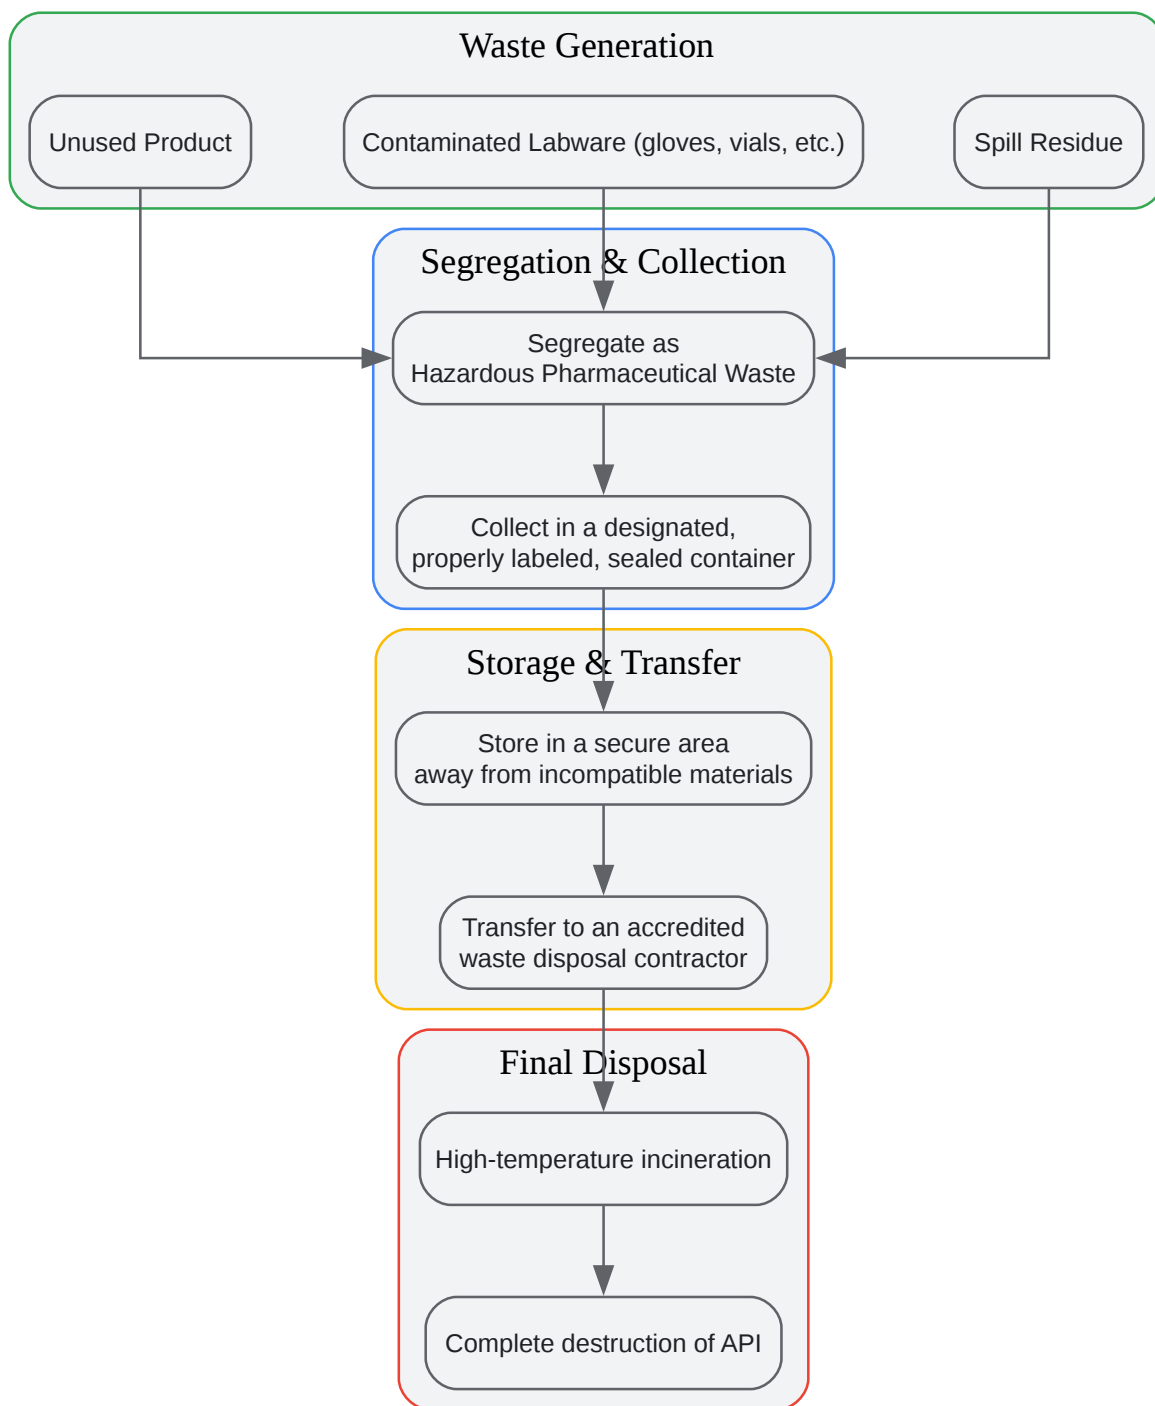 Waste Generation
Unused Product
Contaminated Labware (gloves, vials, etc.)
Spill Residue
Segregation & Collection
Segregate as
Hazardous Pharmaceutical Waste
Collect in a designated,
properly labeled, sealed container
Storage & Transfer
Store in a secure area
away from incompatible materials
Transfer to an accredited
waste disposal contractor
Final Disposal
High-temperature incineration
Complete destruction of API